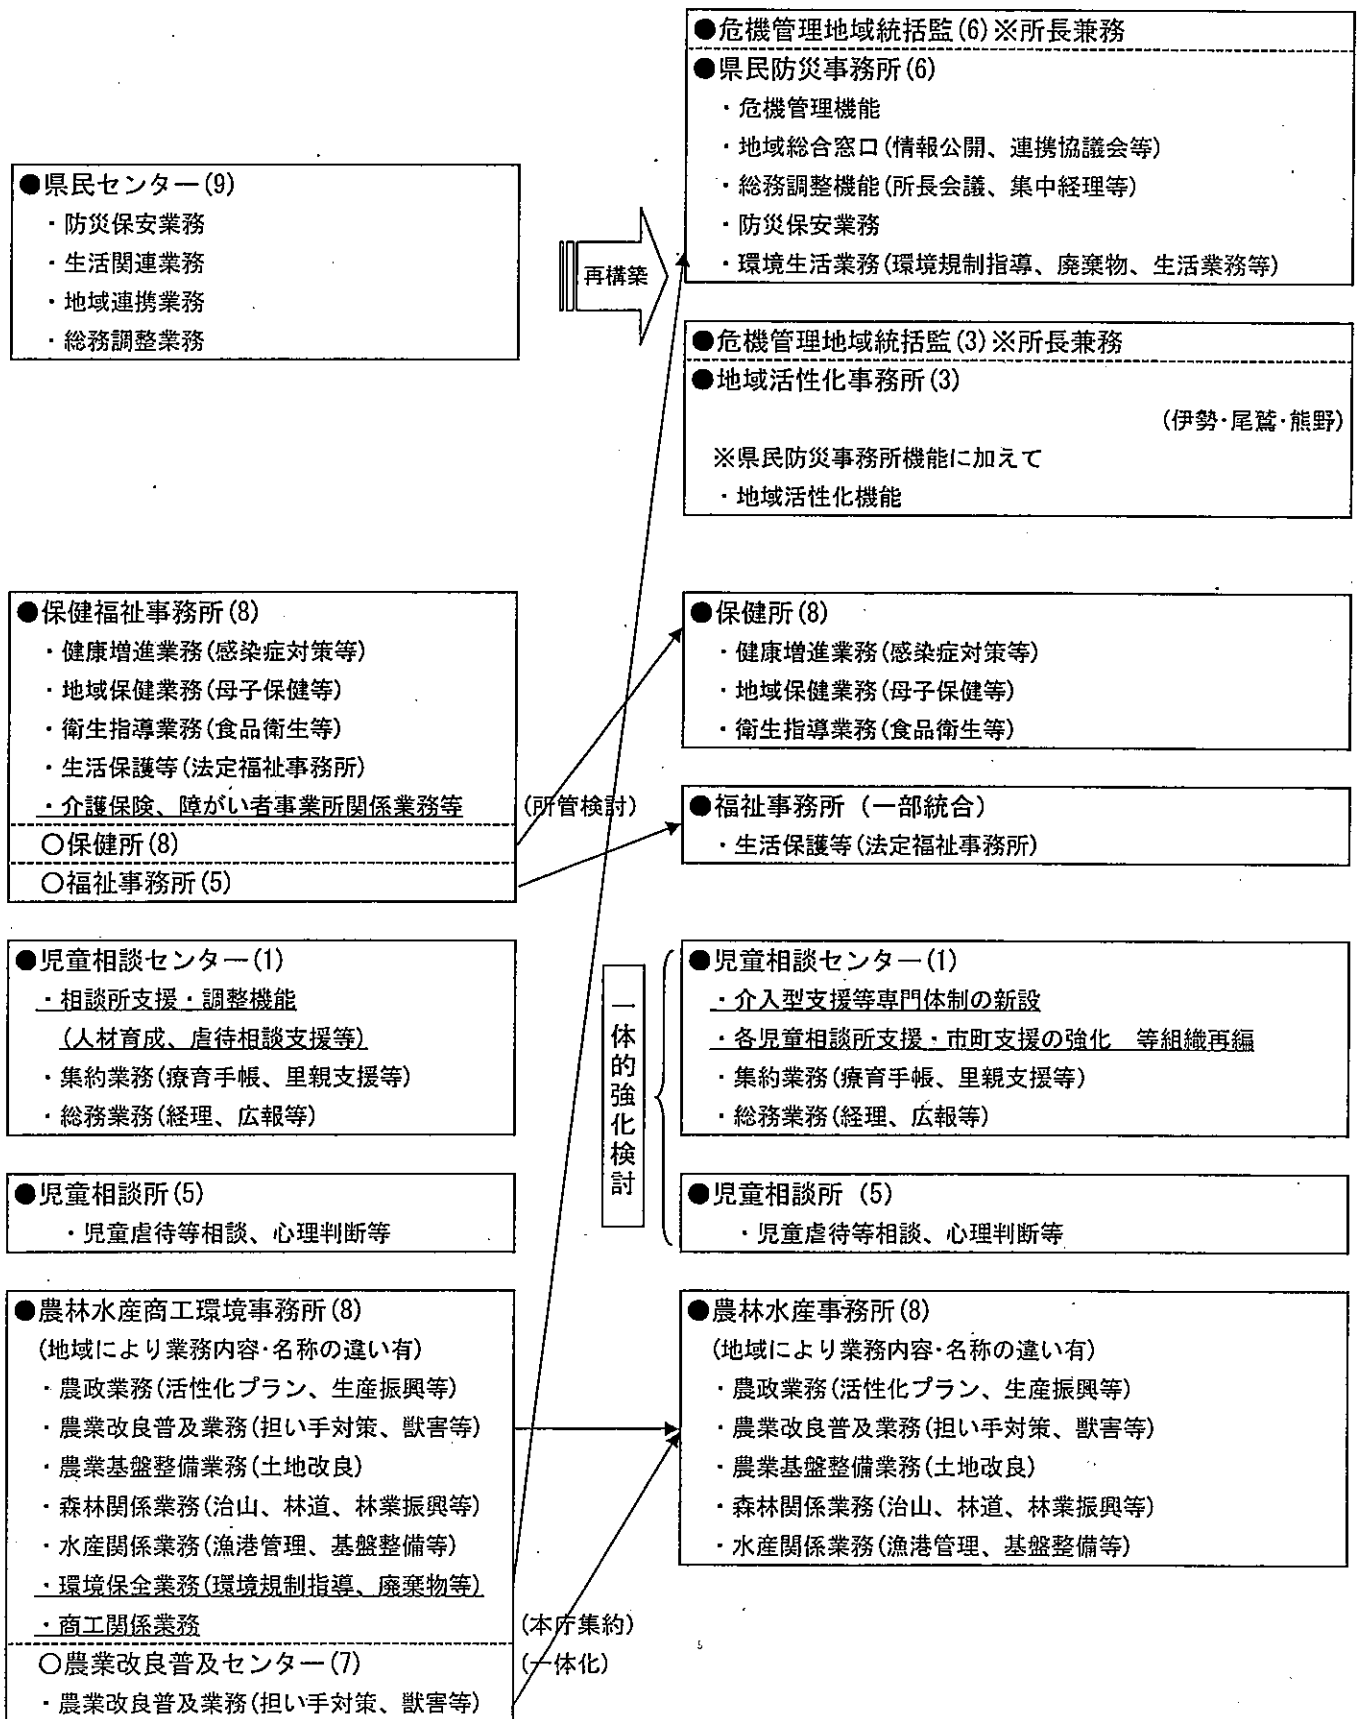 ●県民センター(9)
・防災保安業務
・生活関連業務
・地域連携業務
・総務調整業務
再構築
●危機管理地域統括監(6)※所長兼務
●県民防災事務所(6)
・危機管理機能
・地域総合窓口(情報公開、連携協議会等)
・総務調整機能(所長会議、集中経理等)
・防災保安業務
・環境生活業務(環境規制指導、廃棄物、生活業務等)
●危機管理地域統括監(3)※所長兼務
●地域活性化事務所(3)
(伊勢・尾鷲・熊野)
※県民防災事務所機能に加えて
・地域活性化機能
●保健福祉事務所(8)
・健康増進業務(感染症対策等)
・地域保健業務(母子保健等)
・衛生指導業務(食品衛生等)
・生活保護等(法定福祉事務所)
・介護保険、障がい者事業所関係業務等
(所管検討)
○保健所(8)
○福祉事務所(5)
●保健所(8)
・健康増進業務(感染症対策等)
・地域保健業務(母子保健等)
・衛生指導業務(食品衛生等)
●福祉事務所(一部統合)
・生活保護等(法定福祉事務所)
●児童相談センター(1)
・相談所支援・調整機能
(人材育成、虐待相談支援等)
・集約業務(療育手帳、里親支援等)
・総務業務(経理、広報等)
●児童相談所(5)
・児童虐待等相談、心理判断等
一体的強化検討
●児童相談センター(1)
・介入型支援等専門体制の新設
・各児童相談所支援・市町支援の強化　等組織再編
・集約業務(療育手帳、里親支援等)
・総務業務(経理、広報等)
●児童相談所 (5)
・児童虐待等相談、心理判断等
●農林水産商工環境事務所(8)
(地域により業務内容・名称の違い有)
・農政業務(活性化プラン、生産振興等)
・農業改良普及業務(担い手対策、獣害等)
・農業基盤整備業務(土地改良)
・森林関係業務(治山、林道、林業振興等)
・水産関係業務(漁港管理、基盤整備等)
・環境保全業務(環境規制指導、廃棄物等)
・商工関係業務
(本庁集約)
○農業改良普及センター(7)
(一体化)
・農業改良普及業務(担い手対策、獣害等)
●農林水産事務所(8)
(地域により業務内容・名称の違い有)
・農政業務(活性化プラン、生産振興等)
・農業改良普及業務(担い手対策、獣害等)
・農業基盤整備業務(土地改良)
・森林関係業務(治山、林道、林業振興等)
・水産関係業務(漁港管理、基盤整備等)